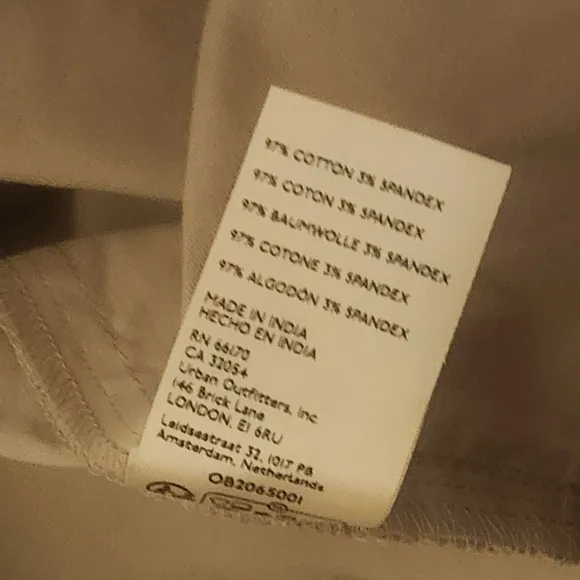 97% COTTON 3% SPANDEX
97% COTON 3% SPANDEX
97% BAUMWOLLE 3% SPANDEX
97% COTONE 3% SPANDEX
97% ALGODÓN 3% SPANDEX
MADE IN INDIA
HECHO EN INDIA
RN 66170
CA 32054
Urban Outfitters, Inc.
146 Brick Lane
LONDON, E1 6RU
Leidsestraat 32, 1017 PB
Amsterdam, Netherlands
OB2065001